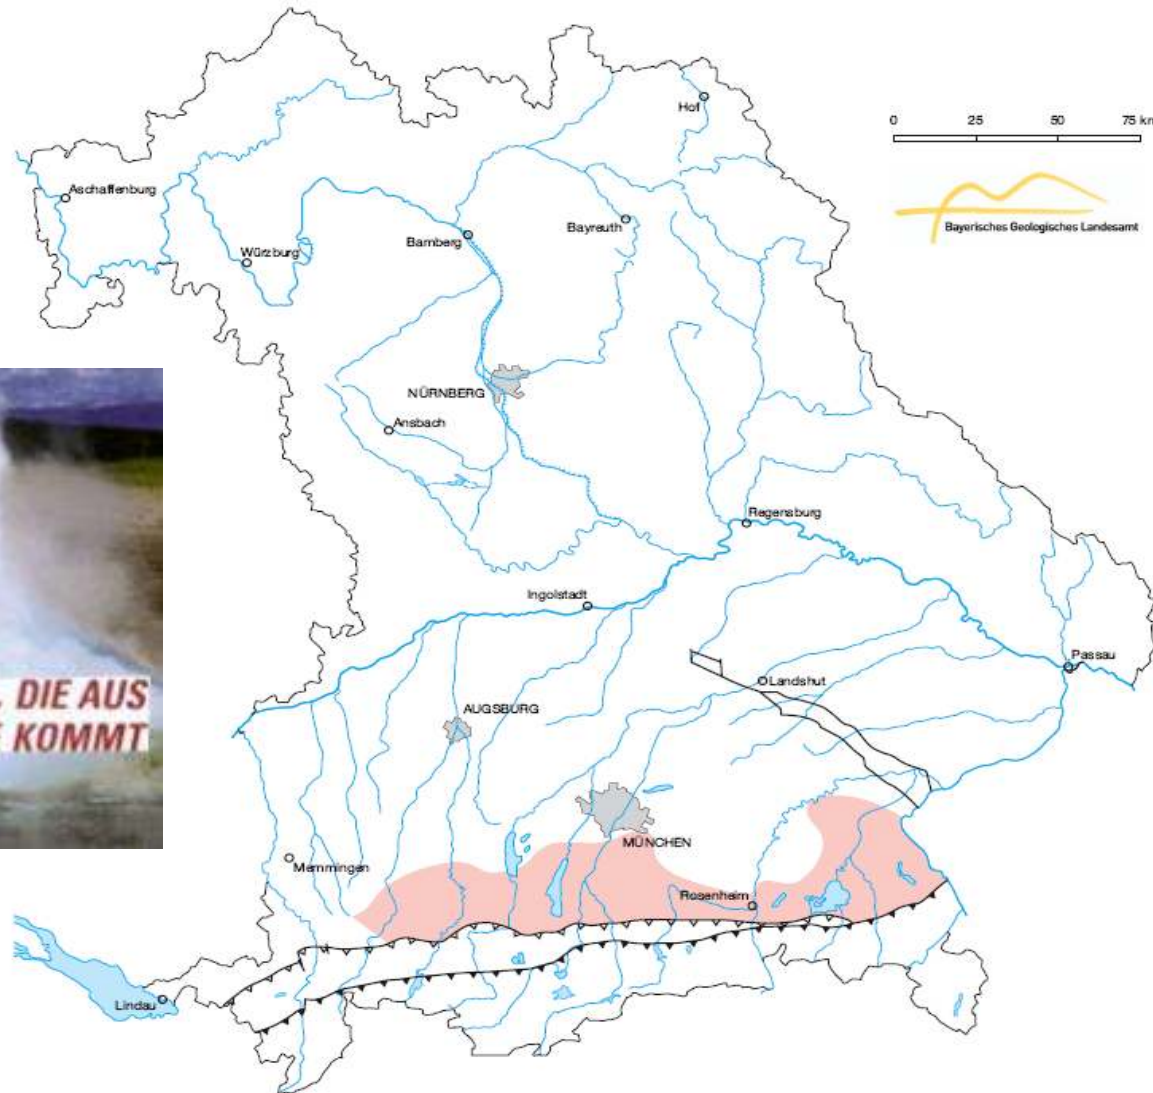 Hof
0 25 50 75 km
Aschaffenburg
Bayerisches Geologisches Landesamt
Bayreuth
Bamberg
Würzburg
NÜRNBERG
Ansbach
Regensburg
Ingolstadt
Passau
Landshut
DIE AUS
KOMMT
AUGSBURG
MÜNCHEN
Memmingen
Rosenheim
Lindau